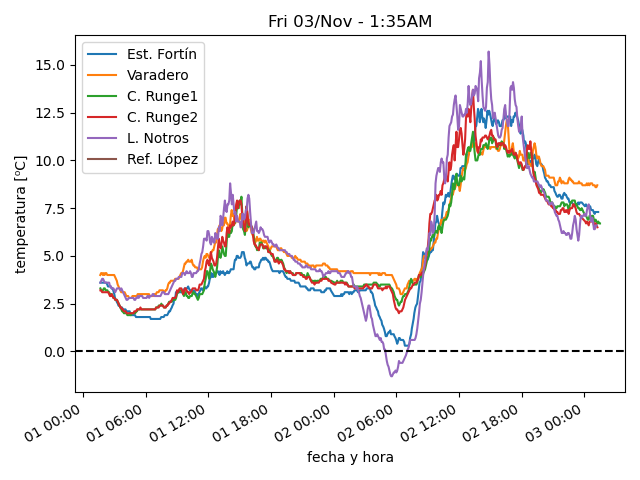 Fri 03/Nov - 1:35AM
Est. Fortín
Varadero
C. Runge1
C. Runge2
L. Notros
Ref. López
temperatura [ºC]
15.0
12.5
10.0
7.5
5.0
2.5
0.0
01 00:00
01 06:00
01 12:00
01 18:00
02 00:00
02 06:00
02 12:00
02 18:00
03 00:00
fecha y hora